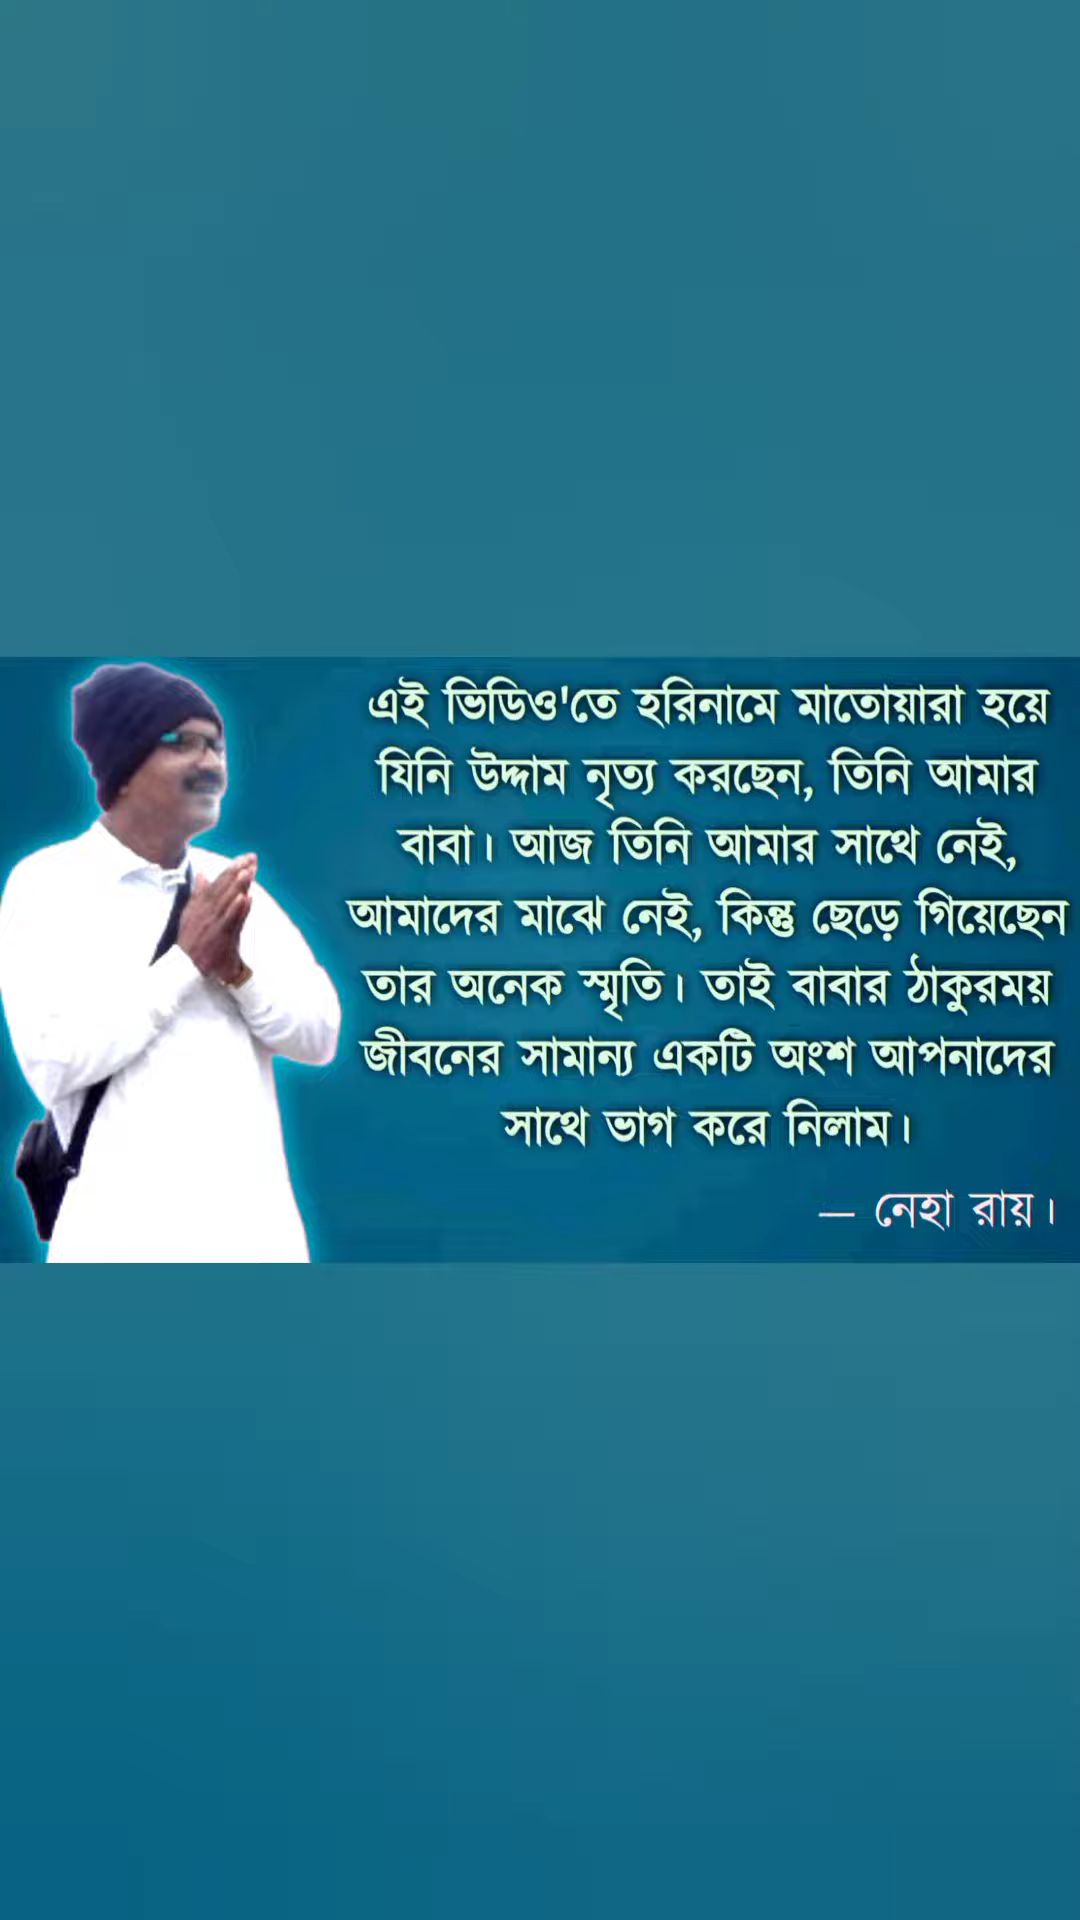 এই ভিডিও'তে হরিনামে মাতোয়ারা হয়ে
যিনি উদ্দাম নৃত্য করছেন, তিনি আমার
বাবা। আজ তিনি আমার সাথে নেই,
আমাদের মাঝে নেই, কিন্তু ছেড়ে গিয়েছেন
তার অনেক স্মৃতি। তাই বাবার ঠাকুরময়
জীবনের সামান্য একটি অংশ আপনাদের
সাথে ভাগ করে নিলাম।
— নেহা রায়।